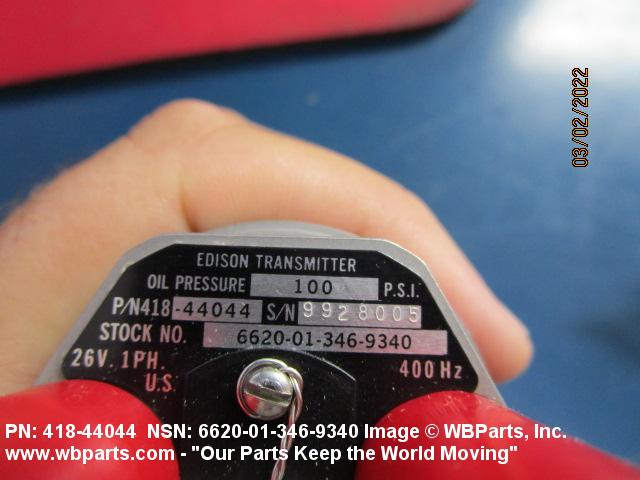 03/02/2022
EDISON TRANSMITTER
OIL PRESSURE 100 P.S.I.
P/N418-44044 S/N 9928005
STOCK NO. 6620-01-346-9340
26V. 1PH. 400Hz
U.S.
PN: 418-44044 NSN: 6620-01-346-9340 Image © WBParts, Inc.
www.wbparts.com - "Our Parts Keep the World Moving"